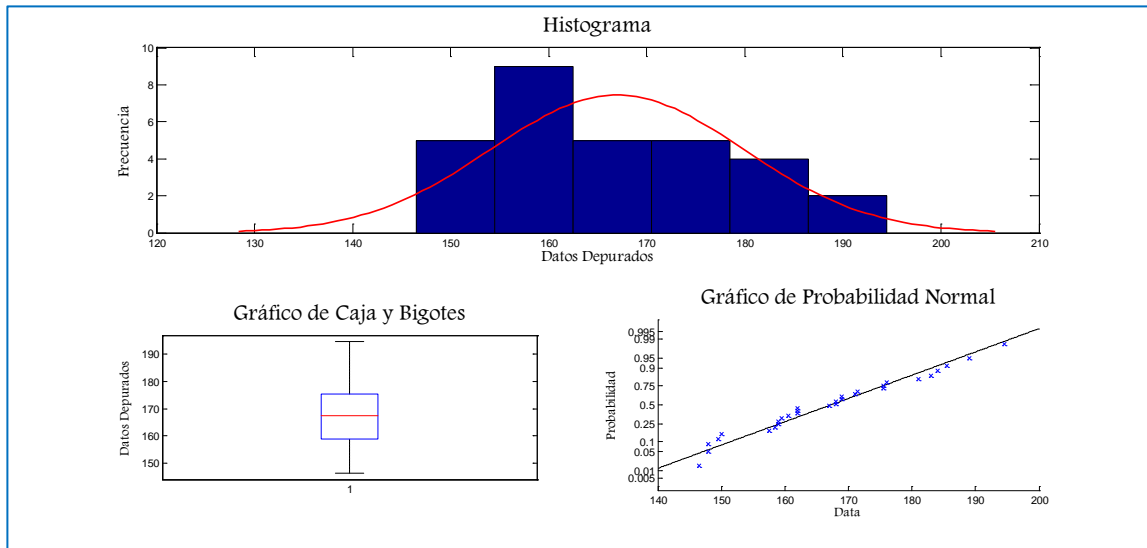 Histograma
10
8
6
4
2
0
Frecuencia
120 130 140 150 160 170 180 190 200 210
Datos Depurados
Gráfico de Caja y Bigotes
190
180
170
160
150
Datos Depurados
1
Gráfico de Probabilidad Normal
0.995
0.99
0.95
0.9
0.75
0.5
0.25
0.1
0.05
0.01
0.005
Probabilidad
140 150 160 170 180 190 200
Data